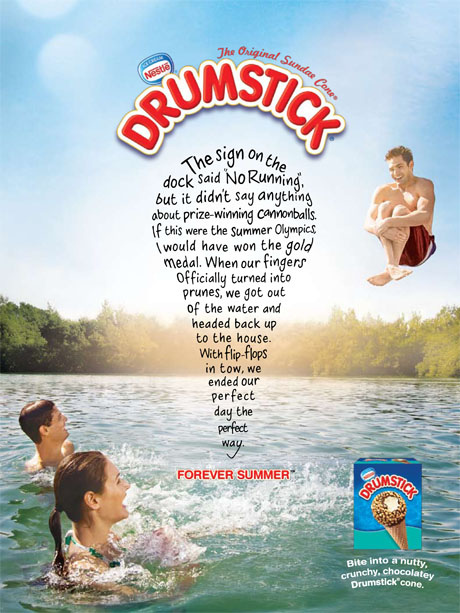 The Original Sundae Cone®
Nestlé
DRUMSTICK®
The sign on the
dock said "No Running",
but it didn't say anything
about prize-winning cannonballs.
If this were the Summer Olympics
I would have won the gold
medal. When our fingers
officially turned into
prunes, we got out
of the water and
headed back up
to the house.
With flip-flops
in tow, we
ended our
perfect
day the
perfect
way.
FOREVER SUMMER™
DRUMSTICK
Bite into a nutty,
crunchy, chocolatey
Drumstick® cone.